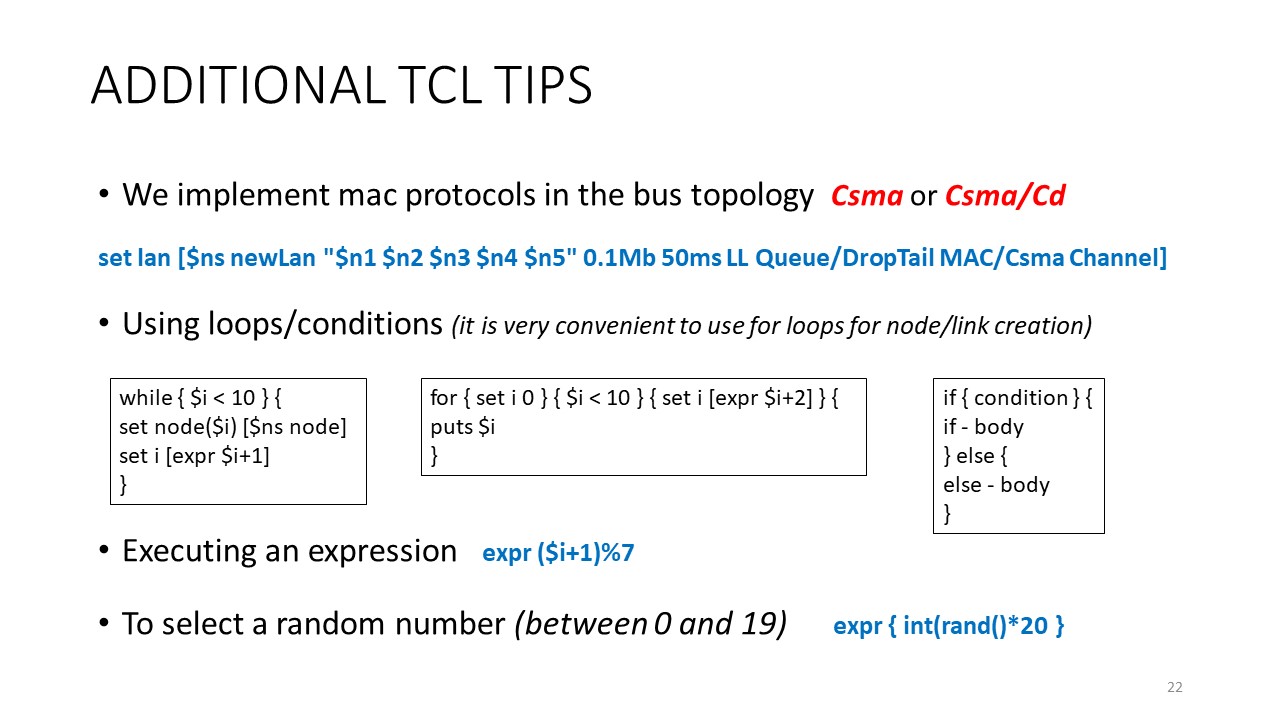 ADDITIONAL TCL TIPS
• We implement mac protocols in the bus topology Csma or Csma/Cd
set lan [$ns newLan "$n1 $n2 $n3 $n4 $n5" 0.1Mb 50ms LL Queue/DropTail MAC/Csma Channel]
• Using loops/conditions (it is very convenient to use for loops for node/link creation)
while { $i < 10 } {
set node($i) [$ns node]
set i [expr $i+1]
}
for { set i 0 } { $i < 10 } { set i [expr $i+2] } {
puts $i
}
if { condition } {
if - body
} else {
else - body
}
• Executing an expression expr ($i+1)%7
• To select a random number (between 0 and 19) expr { int(rand()*20 }
22